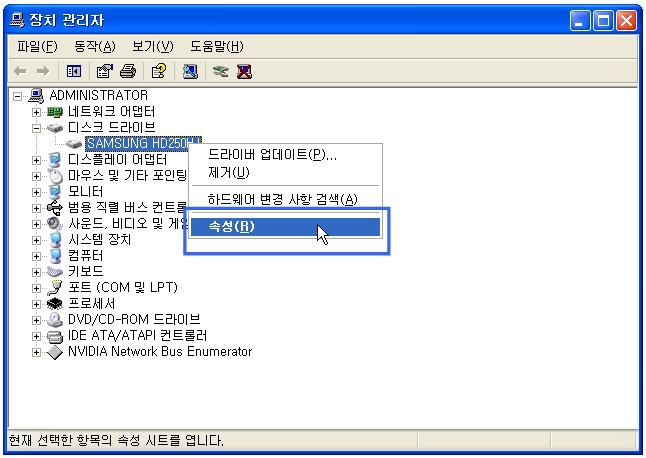 장치 관리자
파일(F) 동작(A) 보기(V) 도움말(H)
ADMINISTRATOR
네트워크 어댑터
디스크 드라이브
SAMSUNG HD250HJ
디스플레이 어댑터
마우스 및 기타 포인팅
모니터
범용 직렬 버스 컨트롤
사운드, 비디오 및 게임
시스템 장치
컴퓨터
키보드
포트 (COM 및 LPT)
프로세서
DVD/CD-ROM 드라이브
IDE ATA/ATAPI 컨트롤러
NVIDIA Network Bus Enumerator
드라이버 업데이트(P)...
제거(U)
하드웨어 변경 사항 검색(A)
속성(R)
현재 선택한 항목의 속성 시트를 엽니다.